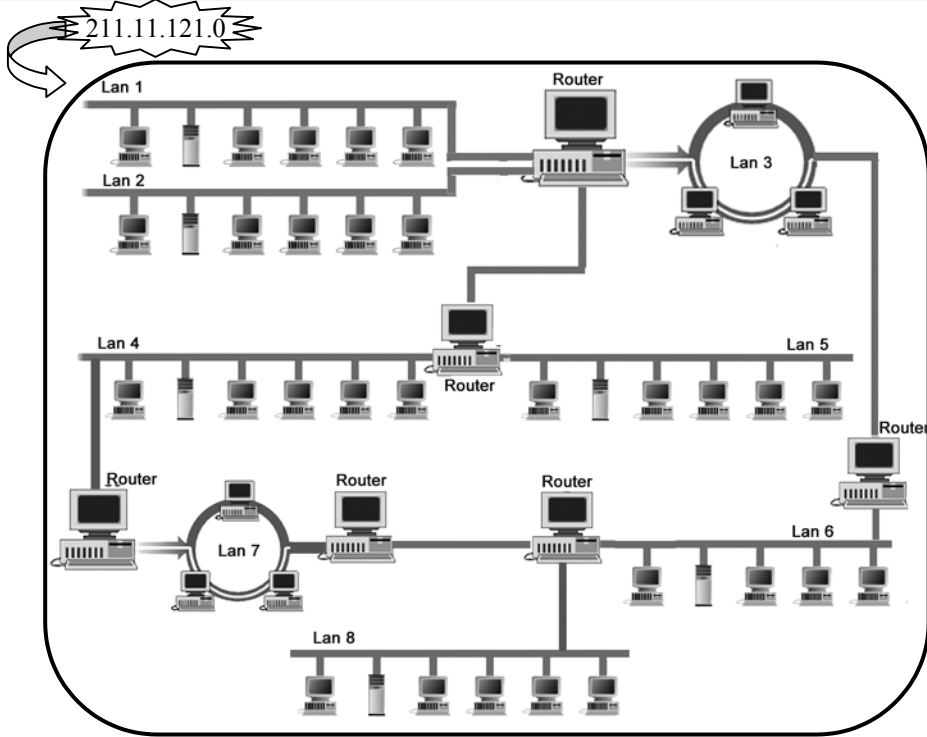 211.11.121.0
Lan 1
Router
Lan 3
Lan 2
Lan 4
Router
Lan 5
Router
Router
Lan 7
Router
Router
Lan 6
Lan 8